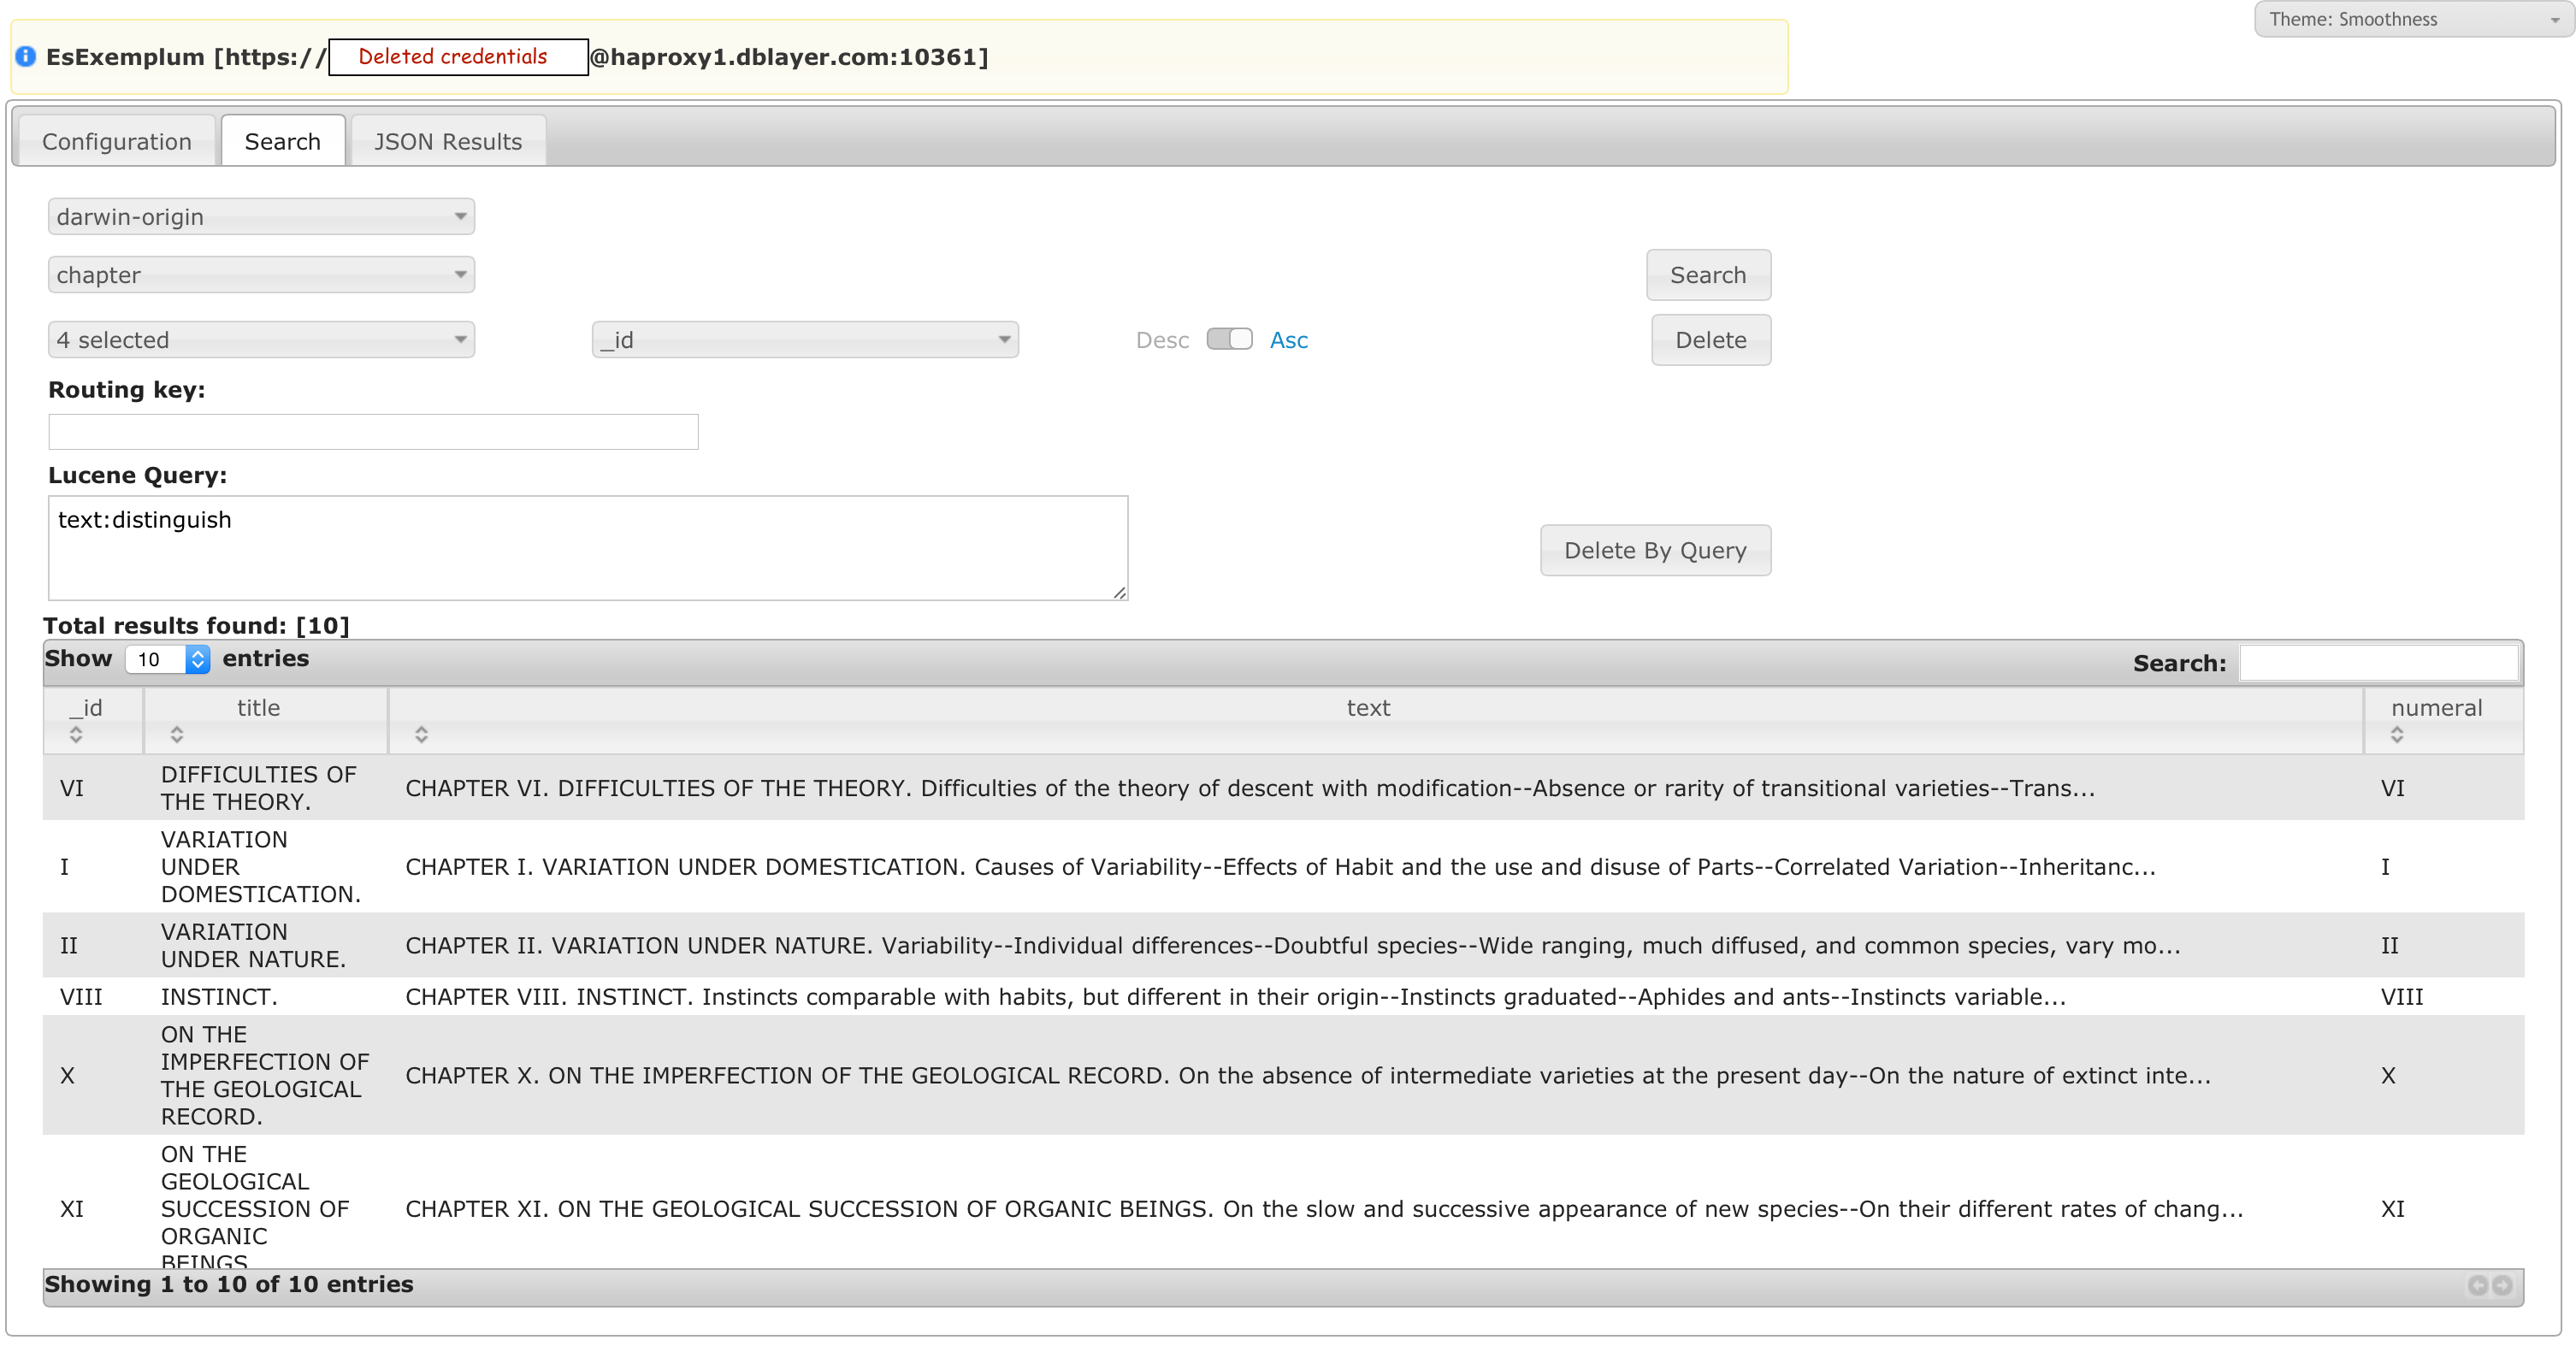 Theme: Smoothness
EsExemplum [https:// Deleted credentials @haproxy1.dblayer.com:10361]
Configuration Search JSON Results
darwin-origin
chapter Search
4 selected _id Desc Asc Delete
Routing key:
Lucene Query:
text:distinguish
Delete By Query
Total results found: [10]
Show 10 entries Search:
_id title text numeral
VI DIFFICULTIES OF CHAPTER VI. DIFFICULTIES OF THE THEORY. Difficulties of the theory of descent with modification--Absence or rarity of transitional varieties--Trans... VI
THE THEORY.
VARIATION
I UNDER CHAPTER I. VARIATION UNDER DOMESTICATION. Causes of Variability--Effects of Habit and the use and disuse of Parts--Correlated Variation--Inheritanc... I
DOMESTICATION.
II VARIATION CHAPTER II. VARIATION UNDER NATURE. Variability--Individual differences--Doubtful species--Wide ranging, much diffused, and common species, vary mo... II
UNDER NATURE.
VIII INSTINCT. CHAPTER VIII. INSTINCT. Instincts comparable with habits, but different in their origin--Instincts graduated--Aphides and ants--Instincts variable... VIII
ON THE
IMPERFECTION OF
X THE GEOLOGICAL CHAPTER X. ON THE IMPERFECTION OF THE GEOLOGICAL RECORD. On the absence of intermediate varieties at the present day--On the nature of extinct inte... X
RECORD.
ON THE
GEOLOGICAL
XI SUCCESSION OF CHAPTER XI. ON THE GEOLOGICAL SUCCESSION OF ORGANIC BEINGS. On the slow and successive appearance of new species--On their different rates of chang... XI
ORGANIC
BEINGS
Showing 1 to 10 of 10 entries